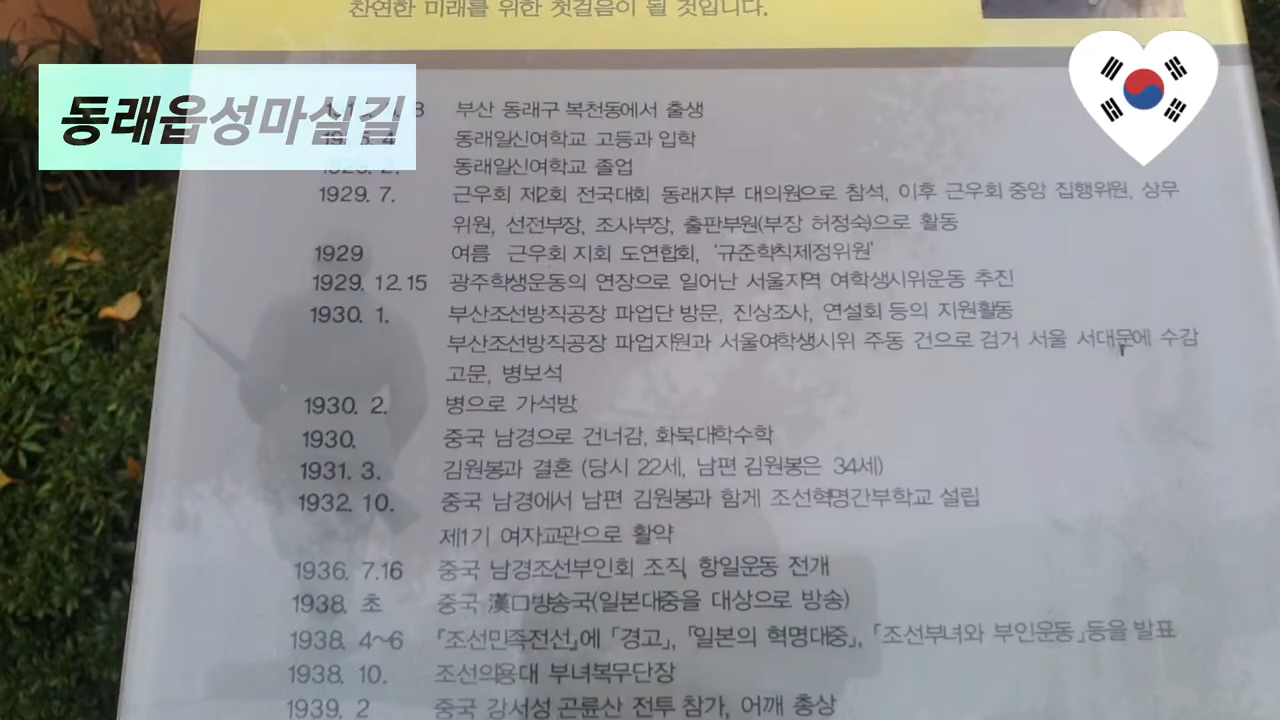 찬연한 미래를 위한 첫걸음이 될 것입니다.
동래읍성마실길
부산 동래구 복천동에서 출생
동래일신여학교 고등과 입학
동래일신여학교 졸업
1929. 7. 근우회 제2회 전국대회 동래지부 대의원으로 참석, 이후 근우회 중앙 집행위원, 상무
위원, 선전부장, 조사부장, 출판부원(부장 허정숙)으로 활동
1929 여름 근우회 지회 도연합회, '규준학칙제정위원'
1929. 12.15 광주학생운동의 연장으로 일어난 서울지역 여학생시위운동 추진
1930. 1. 부산조선방직공장 파업단 방문, 진상조사, 연설회 등의 지원활동
부산조선방직공장 파업지원과 서울여학생시위 주동 건으로 검거 서울 서대문에 수감
고문, 병보석
1930. 2. 병으로 가석방
1930. 중국 남경으로 건너감, 화북대학수학
1931. 3. 김원봉과 결혼 (당시 22세, 남편 김원봉은 34세)
1932. 10. 중국 남경에서 남편 김원봉과 함게 조선혁명간부학교 설립
제1기 여자교관으로 활약
1936. 7.16 중국 남경조선부인회 조직, 항일운동 전개
1938. 초 중국 漢口방송국(일본대중을 대상으로 방송)
1938. 4~6 「조선민족전선」에 「경고」, 「일본의 혁명대중」, 「조선부녀와 부인운동」등을 발표
1938. 10. 조선의용대 부녀복무단장
1939. 2 중국 강서성 곤륜산 전투 참가, 어깨 총상